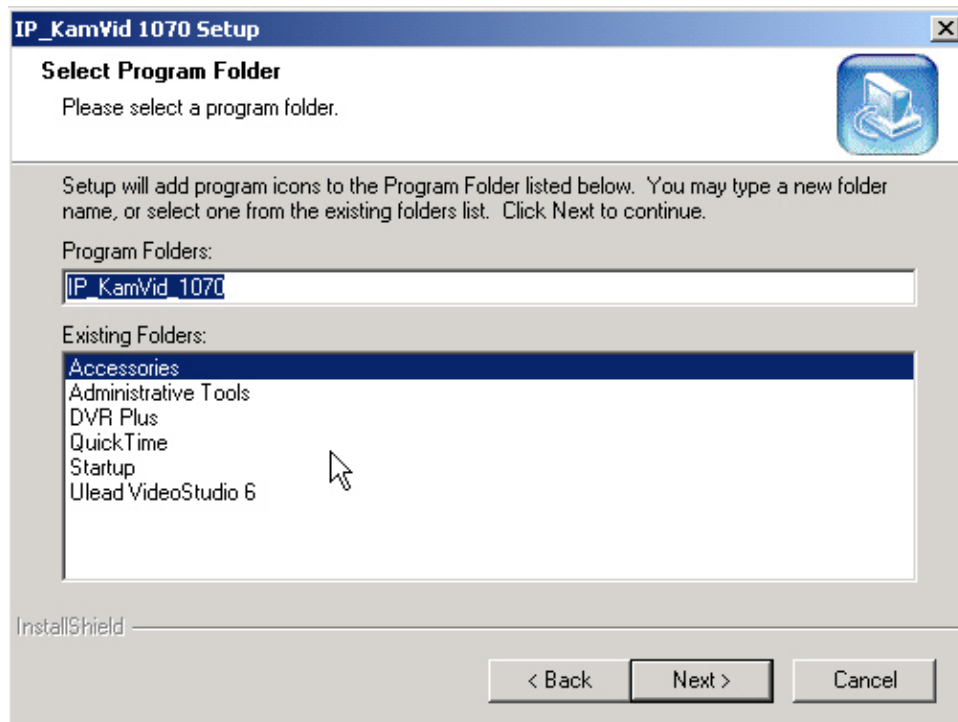 IP_KamVid 1070 Setup
Select Program Folder
Please select a program folder.
Setup will add program icons to the Program Folder listed below. You may type a new folder
name, or select one from the existing folders list. Click Next to continue.
Program Folders:
IP_KamVid_1070
Existing Folders:
Accessories
Administrative Tools
DVR Plus
QuickTime
Startup
Ulead VideoStudio 6
InstallShield
< Back
Next >
Cancel